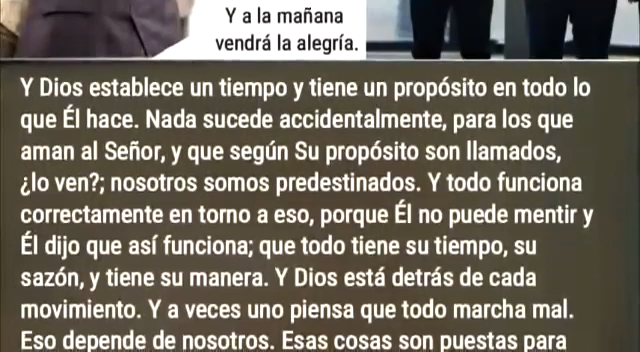 Y a la mañana
vendrá la alegría.
Y Dios establece un tiempo y tiene un propósito en todo lo
que Él hace. Nada sucede accidentalmente, para los que
aman al Señor, y que según Su propósito son llamados,
¿lo ven?; nosotros somos predestinados. Y todo funciona
correctamente en torno a eso, porque Él no puede mentir y
Él dijo que así funciona; que todo tiene su tiempo, su
sazón, y tiene su manera. Y Dios está detrás de cada
movimiento. Y a veces uno piensa que todo marcha mal.
Eso depende de nosotros. Esas cosas son puestas para